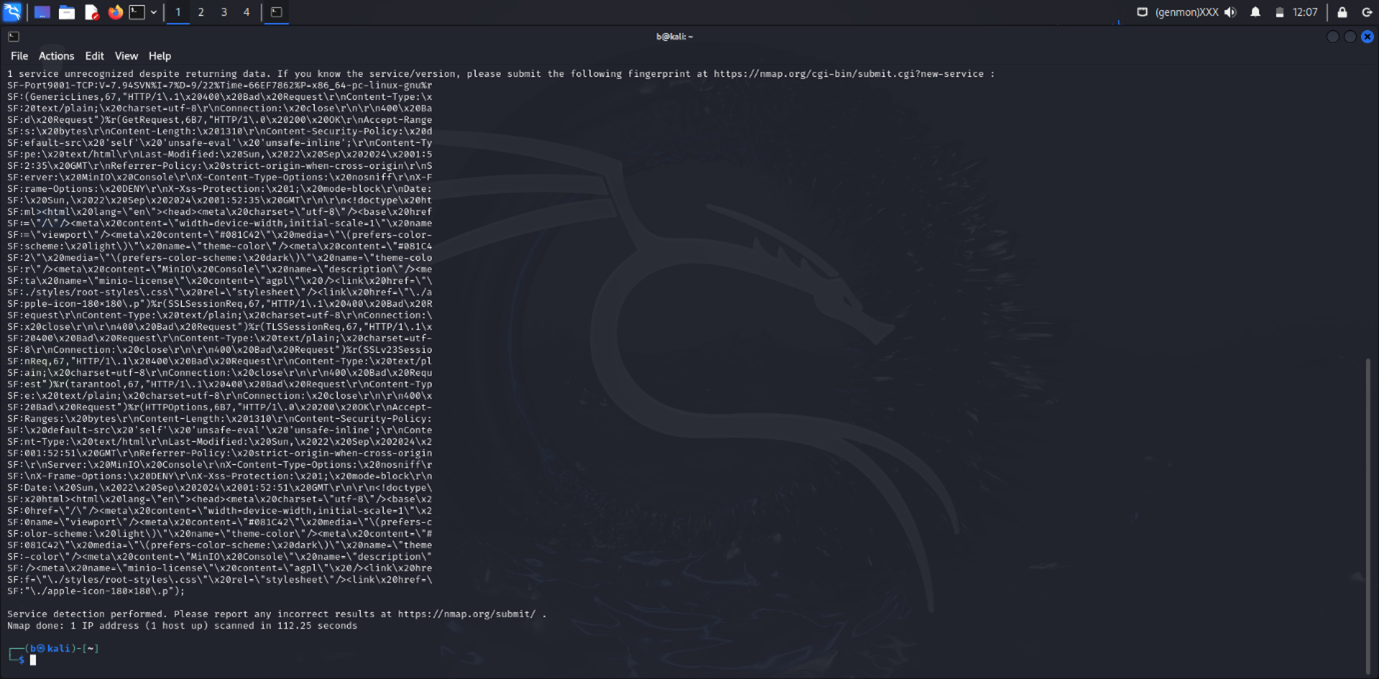 1 2 3 4 (genmon)XXX 12:07
b@kali: ~
File Actions Edit View Help
1 service unrecognized despite returning data. If you know the service/version, please submit the following fingerprint at https://nmap.org/cgi-bin/submit.cgi?new-service :
SF-Port9001-TCP:V=7.94SVN%I=7%D=9/22%Time=66EF7862%P=x86_64-pc-linux-gnu%r
SF:(GenericLines,67,"HTTP/1\.1\x20400\x20Bad\x20Request\r\nContent-Type:\x
SF:20text/plain;\x20charset=utf-8\r\nConnection:\x20close\r\n\r\n400\x20Ba
SF:d\x20Request")%r(GetRequest,6B7,"HTTP/1\.0\x20200\x20OK\r\nAccept-Range
SF:s:\x20bytes\r\nContent-Length:\x201310\r\nContent-Security-Policy:\x20d
SF:efault-src\x20'self'\x20'unsafe-eval'\x20'unsafe-inline';\r\nContent-Ty
SF:pe:\x20text/html\r\nLast-Modified:\x20Sun,\x2022\x20Sep\x202024\x2001:5
SF:2:35\x20GMT\r\nReferrer-Policy:\x20strict-origin-when-cross-origin\r\nS
SF:erver:\x20MinIO\x20Console\r\nX-Content-Type-Options:\x20nosniff\r\nX-F
SF:rame-Options:\x20DENY\r\nX-Xss-Protection:\x201;\x20mode=block\r\nDate:
SF:\x20Sun,\x2022\x20Sep\x202024\x2001:52:35\x20GMT\r\n\r\n<!doctype\x20ht
SF:ml><html\x20lang=\"en\"><head><meta\x20charset=\"utf-8\"/><base\x20href
SF:=\"/\"/><meta\x20content=\"width=device-width,initial-scale=1\"\x20name
SF:=\"viewport\"/><meta\x20content=\"#081C42\"\x20media=\"\(prefers-color-
SF:scheme:\x20light\)\"\x20name=\"theme-color\"/><meta\x20content=\"#081C4
SF:2\"\x20media=\"\(prefers-color-scheme:\x20dark\)\"\x20name=\"theme-colo
SF:r\"/><meta\x20content=\"MinIO\x20Console\"\x20name=\"description\"/><me
SF:ta\x20name=\"minio-license\"\x20content=\"agpl\"\x20/><link\x20href=\"\
SF:./styles/root-styles\.css\"\x20rel=\"stylesheet\"/><link\x20href=\"\./a
SF:pple-icon-180×180\.p")%r(SSLSessionReq,67,"HTTP/1\.1\x20400\x20Bad\x20R
SF:equest\r\nContent-Type:\x20text/plain;\x20charset=utf-8\r\nConnection:\
SF:x20close\r\n\r\n400\x20Bad\x20Request")%r(TLSSessionReq,67,"HTTP/1\.1\x
SF:20400\x20Bad\x20Request\r\nContent-Type:\x20text/plain;\x20charset=utf-
SF:8\r\nConnection:\x20close\r\n\r\n400\x20Bad\x20Request")%r(SSLv23Sessio
SF:nReq,67,"HTTP/1\.1\x20400\x20Bad\x20Request\r\nContent-Type:\x20text/pl
SF:ain;\x20charset=utf-8\r\nConnection:\x20close\r\n\r\n400\x20Bad\x20Requ
SF:est")%r(tarantool,67,"HTTP/1\.1\x20400\x20Bad\x20Request\r\nContent-Typ
SF:e:\x20text/plain;\x20charset=utf-8\r\nConnection:\x20close\r\n\r\n400\x
SF:20Bad\x20Request")%r(HTTPOptions,6B7,"HTTP/1\.0\x20200\x20OK\r\nAccept-
SF:Ranges:\x20bytes\r\nContent-Length:\x201310\r\nContent-Security-Policy:
SF:\x20default-src\x20'self'\x20'unsafe-eval'\x20'unsafe-inline';\r\nConte
SF:nt-Type:\x20text/html\r\nLast-Modified:\x20Sun,\x2022\x20Sep\x202024\x2
SF:001:52:51\x20GMT\r\nReferrer-Policy:\x20strict-origin-when-cross-origin
SF:\r\nServer:\x20MinIO\x20Console\r\nX-Content-Type-Options:\x20nosniff\r
SF:\nX-Frame-Options:\x20DENY\r\nX-Xss-Protection:\x201;\x20mode=block\r\n
SF:Date:\x20Sun,\x2022\x20Sep\x202024\x2001:52:51\x20GMT\r\n\r\n<!doctype\
SF:x20html><html\x20lang=\"en\"><head><meta\x20charset=\"utf-8\"/><base\x2
SF:0href=\"/\"/><meta\x20content=\"width=device-width,initial-scale=1\"\x2
SF:0name=\"viewport\"/><meta\x20content=\"#081C42\"\x20media=\"\(prefers-c
SF:olor-scheme:\x20light\)\"\x20name=\"theme-color\"/><meta\x20content=\"#
SF:081C42\"\x20media=\"\(prefers-color-scheme:\x20dark\)\"\x20name=\"theme
SF:-color\"/><meta\x20content=\"MinIO\x20Console\"\x20name=\"description\"
SF:/><meta\x20name=\"minio-license\"\x20content=\"agpl\"\x20/><link\x20hre
SF:f=\"\./styles/root-styles\.css\"\x20rel=\"stylesheet\"/><link\x20href=\
SF:"\./apple-icon-180×180\.p");
Service detection performed. Please report any incorrect results at https://nmap.org/submit/ .
Nmap done: 1 IP address (1 host up) scanned in 112.25 seconds
┌──(b㉿kali)-[~]
└─$